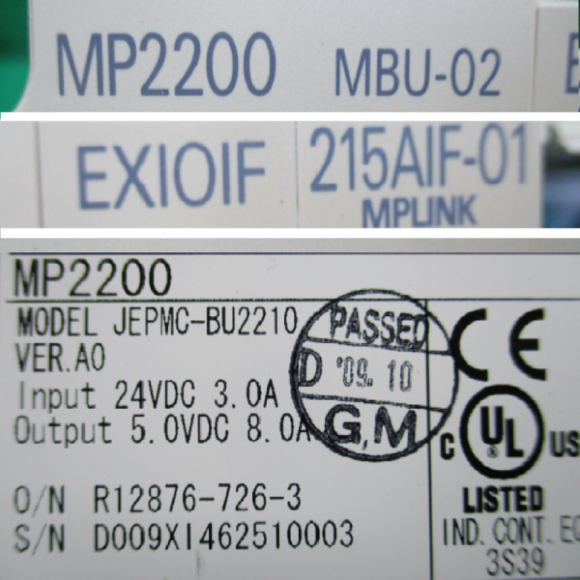 MP2200 MBU-02
EXIOIF 215AIF-01
MPLINK
MP2200
MODEL JEPMC-BU2210
VER.A0
Input 24VDC 3.0A
Output 5.0VDC 8.0A
O/N R12876-726-3
S/N D009XI462510003
PASSED
D '09.10
G,M
CE
C UL US
LISTED
IND. CONT. EQ
3S39